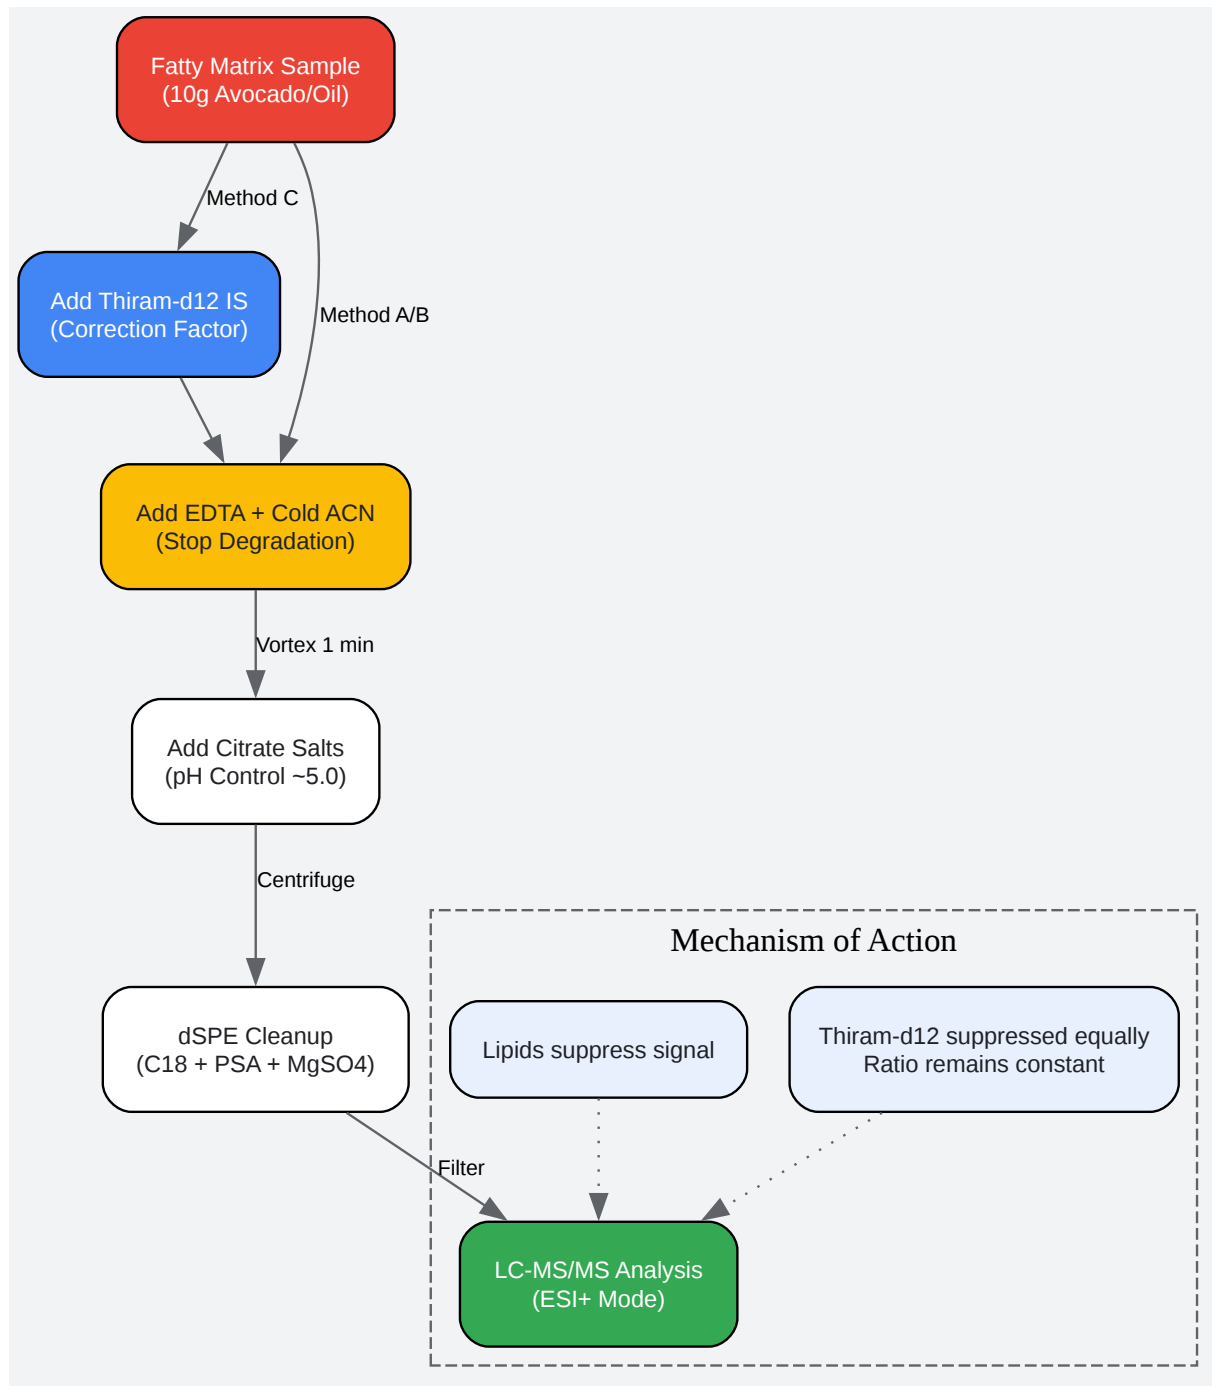 Fatty Matrix Sample
(10g Avocado/Oil)
Method C
Add Thiram-d12 IS
(Correction Factor)
Method A/B
Add EDTA + Cold ACN
(Stop Degradation)
Vortex 1 min
Add Citrate Salts
(pH Control ~5.0)
Centrifuge
Mechanism of Action
dSPE Cleanup
(C18 + PSA + MgSO4)
Lipids suppress signal
Thiram-d12 suppressed equally
Ratio remains constant
Filter
LC-MS/MS Analysis
(ESI+ Mode)